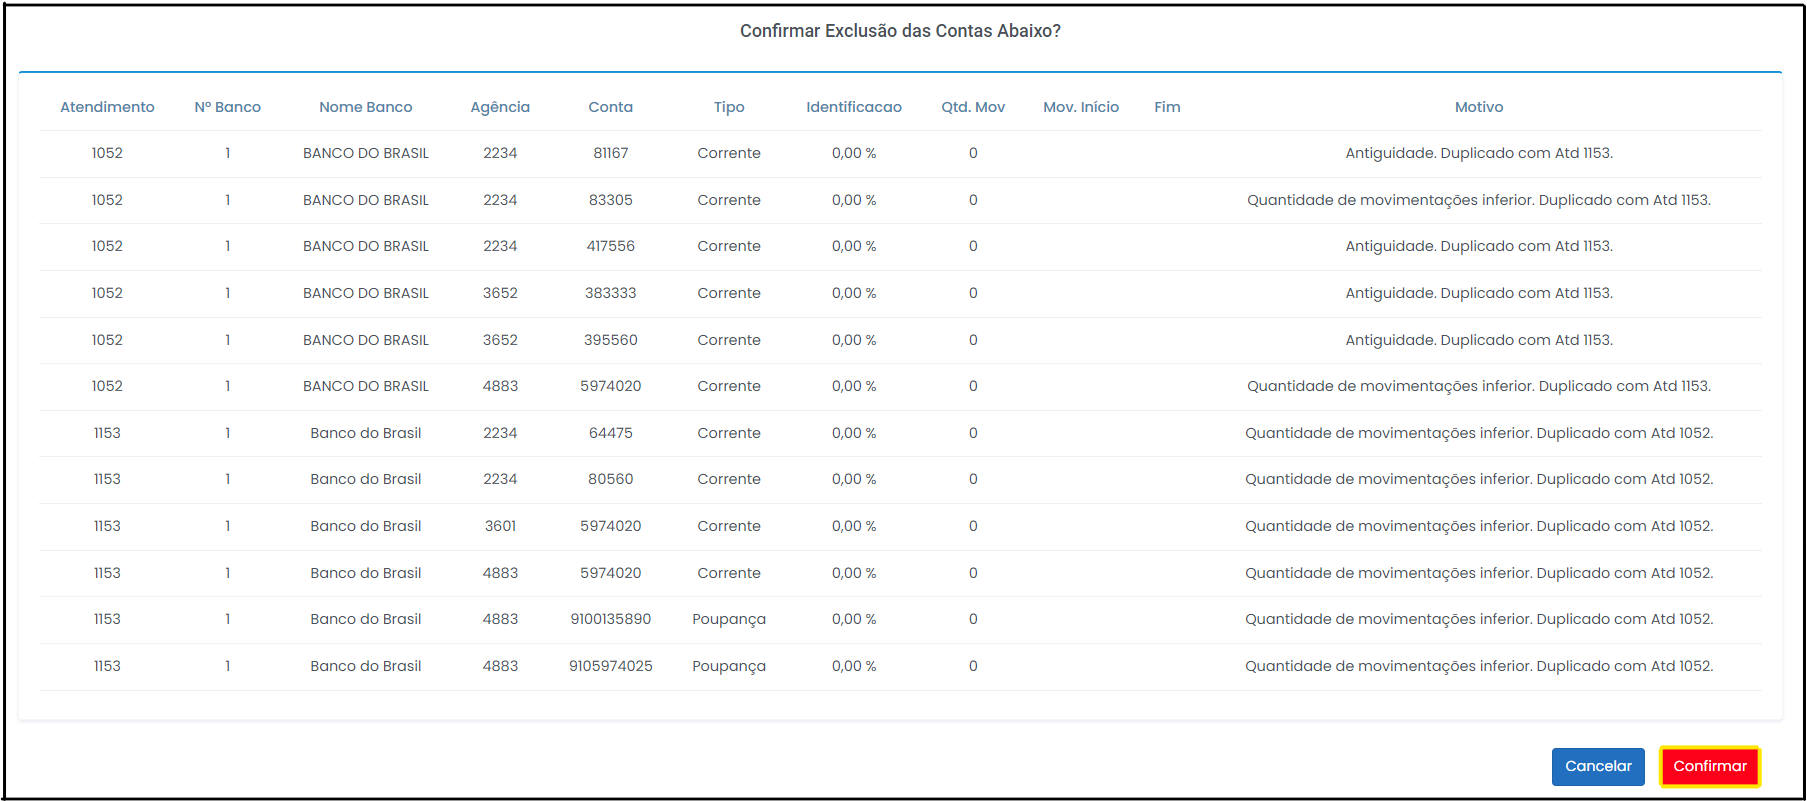 Confirmar Exclusão das Contas Abaixo?
Atendimento Nº Banco Nome Banco Agência Conta Tipo Identificacao Qtd. Mov Mov. Início Fim Motivo
1052 1 BANCO DO BRASIL 2234 81167 Corrente 0,00 % 0 Antiguidade. Duplicado com Atd 1153.
1052 1 BANCO DO BRASIL 2234 83305 Corrente 0,00 % 0 Quantidade de movimentações inferior. Duplicado com Atd 1153.
1052 1 BANCO DO BRASIL 2234 417556 Corrente 0,00 % 0 Antiguidade. Duplicado com Atd 1153.
1052 1 BANCO DO BRASIL 3652 383333 Corrente 0,00 % 0 Antiguidade. Duplicado com Atd 1153.
1052 1 BANCO DO BRASIL 3652 395560 Corrente 0,00 % 0 Antiguidade. Duplicado com Atd 1153.
1052 1 BANCO DO BRASIL 4883 5974020 Corrente 0,00 % 0 Quantidade de movimentações inferior. Duplicado com Atd 1153.
1153 1 Banco do Brasil 2234 64475 Corrente 0,00 % 0 Quantidade de movimentações inferior. Duplicado com Atd 1052.
1153 1 Banco do Brasil 2234 80560 Corrente 0,00 % 0 Quantidade de movimentações inferior. Duplicado com Atd 1052.
1153 1 Banco do Brasil 3601 5974020 Corrente 0,00 % 0 Quantidade de movimentações inferior. Duplicado com Atd 1052.
1153 1 Banco do Brasil 4883 5974020 Corrente 0,00 % 0 Quantidade de movimentações inferior. Duplicado com Atd 1052.
1153 1 Banco do Brasil 4883 9100135890 Poupança 0,00 % 0 Quantidade de movimentações inferior. Duplicado com Atd 1052.
1153 1 Banco do Brasil 4883 9105974025 Poupança 0,00 % 0 Quantidade de movimentações inferior. Duplicado com Atd 1052.
Cancelar Confirmar